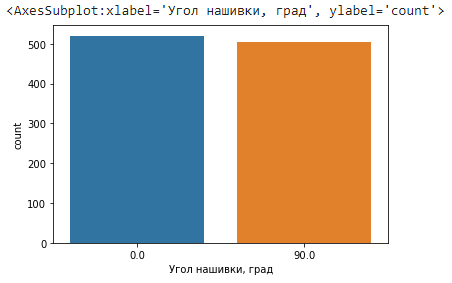 <AxesSubplot:xlabel='Угол нашивки, град', ylabel='count'>
500
400
300
200
100
0
count
0.0 90.0
Угол нашивки, град